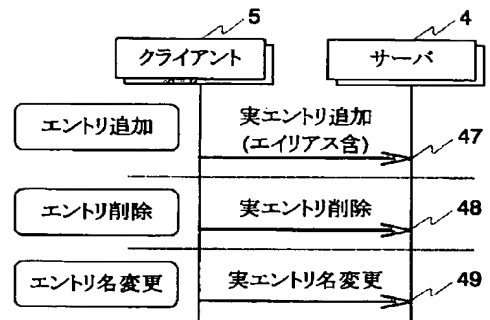 5
4
クライアント
サーバ
エントリ追加
実エントリ追加
(エイリアス含)
47
エントリ削除
実エントリ削除
48
エントリ名変更
実エントリ名変更
49